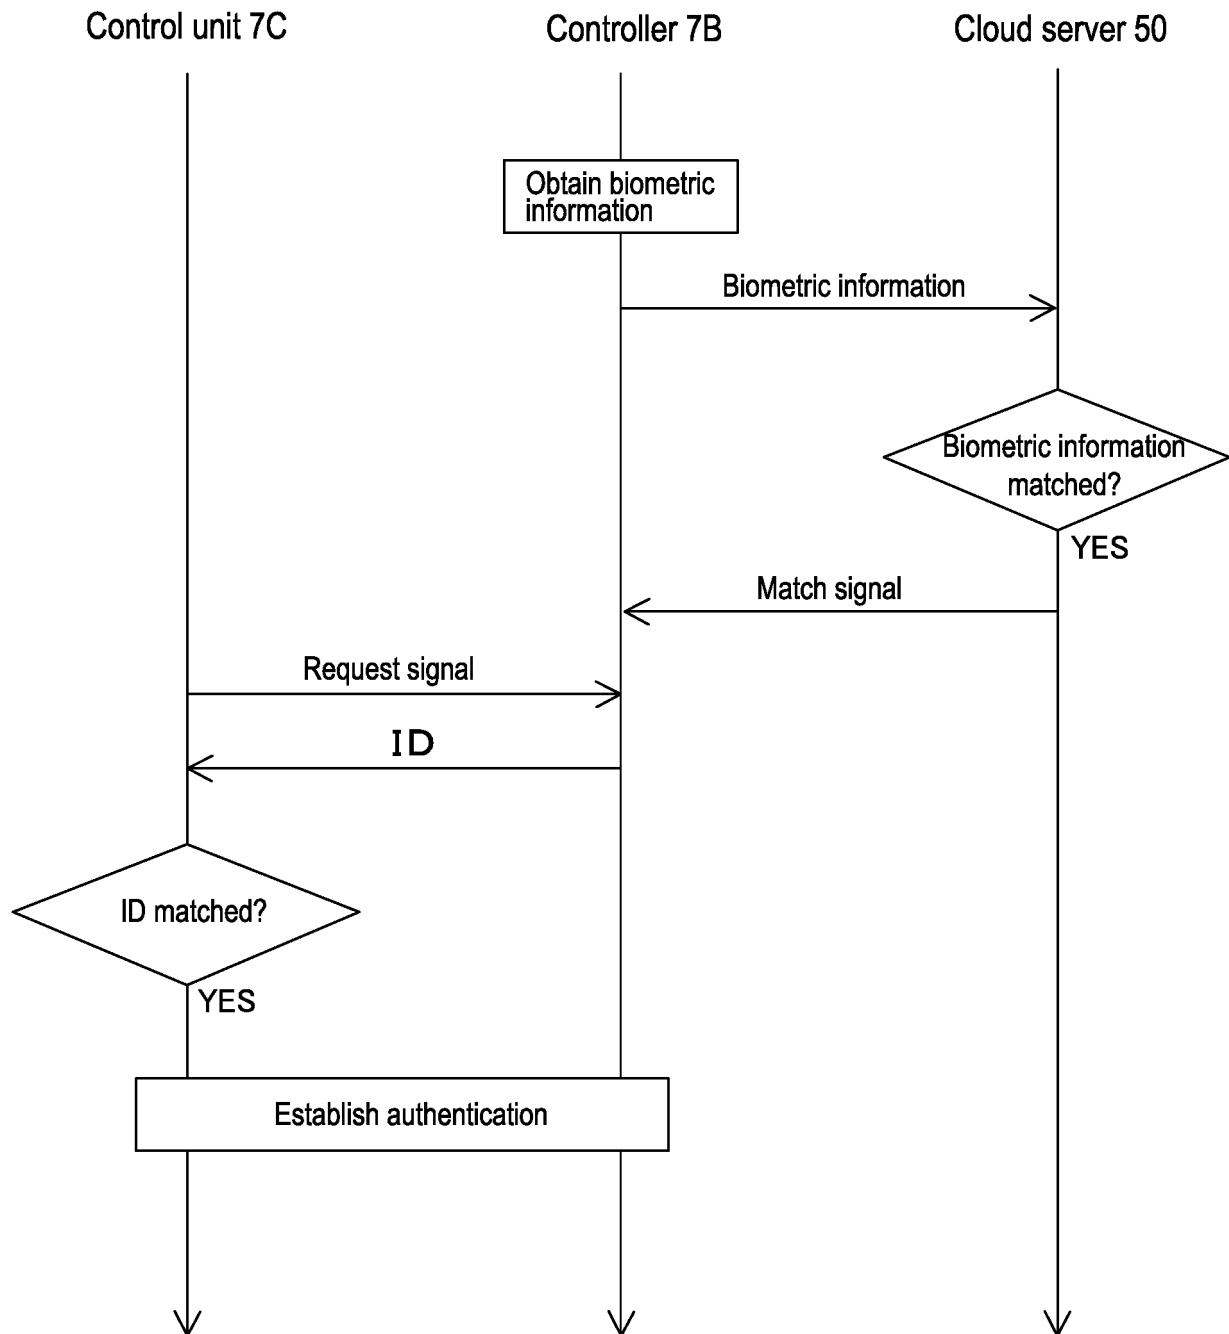 Control unit 7C
Controller 7B
Cloud server 50
Obtain biometric
information
Biometric information
Biometric information
matched?
YES
Match signal
Request signal
ID
ID matched?
YES
Establish authentication